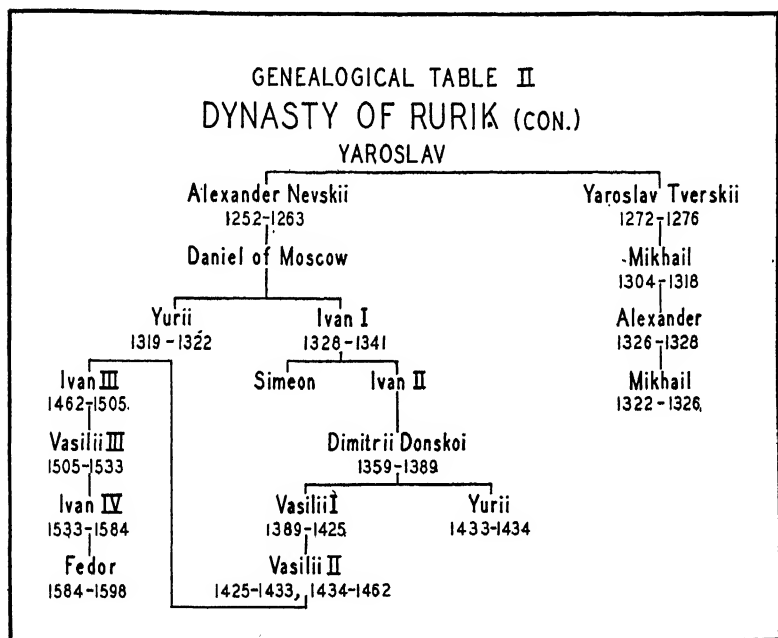 GENEALOGICAL TABLE II
DYNASTY OF RURIK (CON.)
YAROSLAV
Alexander Nevskii Yaroslav Tverskii
1252-1263 1272-1276
Daniel of Moscow Mikhail
1304-1318
Yurii Ivan I Alexander
1319-1322 1328-1341 1326-1328
Ivan III Simeon Ivan II Mikhail
1462-1505 1322-1326
Vasilii III Dimitrii Donskoi
1505-1533 1359-1389
Ivan IV Vasilii I Yurii
1533-1584 1389-1425 1433-1434
Fedor Vasilii II
1584-1598 1425-1433, 1434-1462